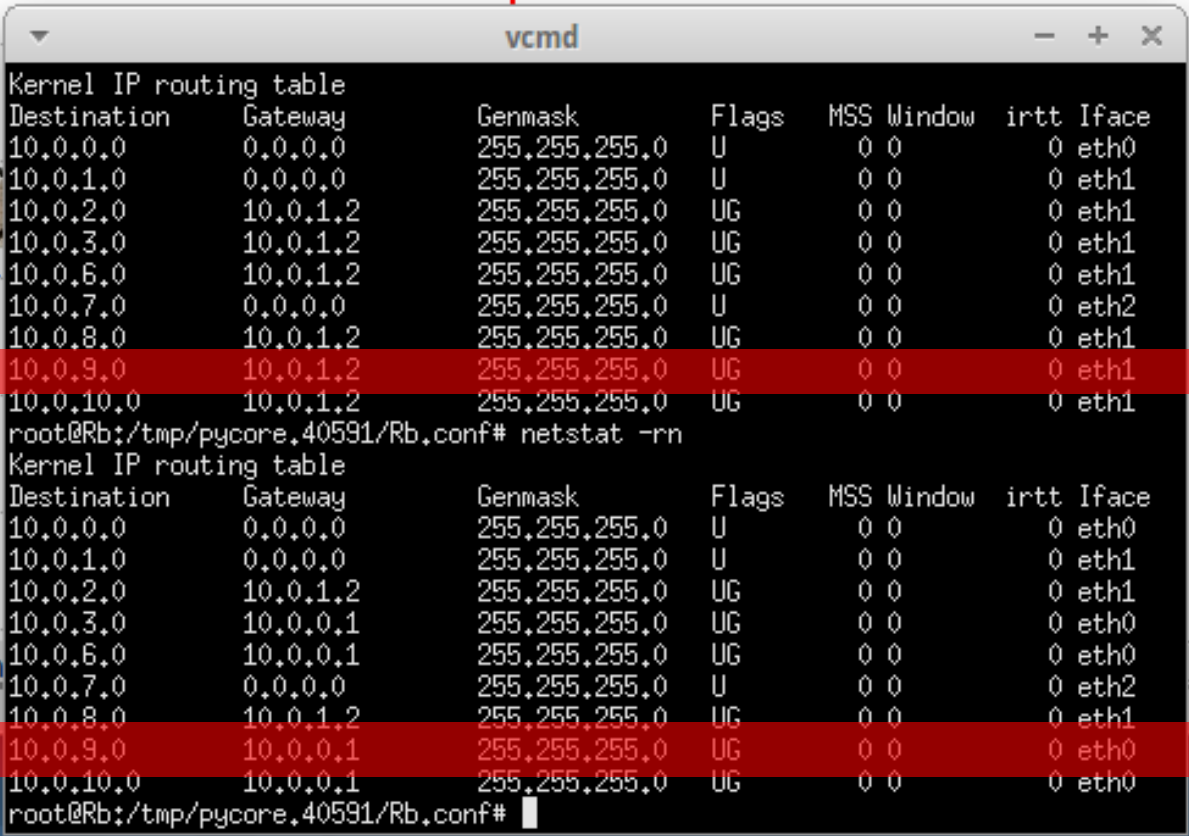 vcmd
Kernel IP routing table
Destination Gateway Genmask Flags MSS Window irtt Iface
10.0.0.0 0.0.0.0 255.255.255.0 U 0 0 0 eth0
10.0.1.0 0.0.0.0 255.255.255.0 U 0 0 0 eth1
10.0.2.0 10.0.1.2 255.255.255.0 UG 0 0 0 eth1
10.0.3.0 10.0.1.2 255.255.255.0 UG 0 0 0 eth1
10.0.6.0 10.0.1.2 255.255.255.0 UG 0 0 0 eth1
10.0.7.0 0.0.0.0 255.255.255.0 U 0 0 0 eth2
10.0.8.0 10.0.1.2 255.255.255.0 UG 0 0 0 eth1
10.0.9.0 10.0.1.2 255.255.255.0 UG 0 0 0 eth1
10.0.10.0 10.0.1.2 255.255.255.0 UG 0 0 0 eth1
root@Rb:/tmp/pycore.40591/Rb.conf# netstat -rn
Kernel IP routing table
Destination Gateway Genmask Flags MSS Window irtt Iface
10.0.0.0 0.0.0.0 255.255.255.0 U 0 0 0 eth0
10.0.1.0 0.0.0.0 255.255.255.0 U 0 0 0 eth1
10.0.2.0 10.0.1.2 255.255.255.0 UG 0 0 0 eth1
10.0.3.0 10.0.0.1 255.255.255.0 UG 0 0 0 eth0
10.0.6.0 10.0.0.1 255.255.255.0 UG 0 0 0 eth0
10.0.7.0 0.0.0.0 255.255.255.0 U 0 0 0 eth2
10.0.8.0 10.0.1.2 255.255.255.0 UG 0 0 0 eth1
10.0.9.0 10.0.0.1 255.255.255.0 UG 0 0 0 eth0
10.0.10.0 10.0.0.1 255.255.255.0 UG 0 0 0 eth0
root@Rb:/tmp/pycore.40591/Rb.conf#